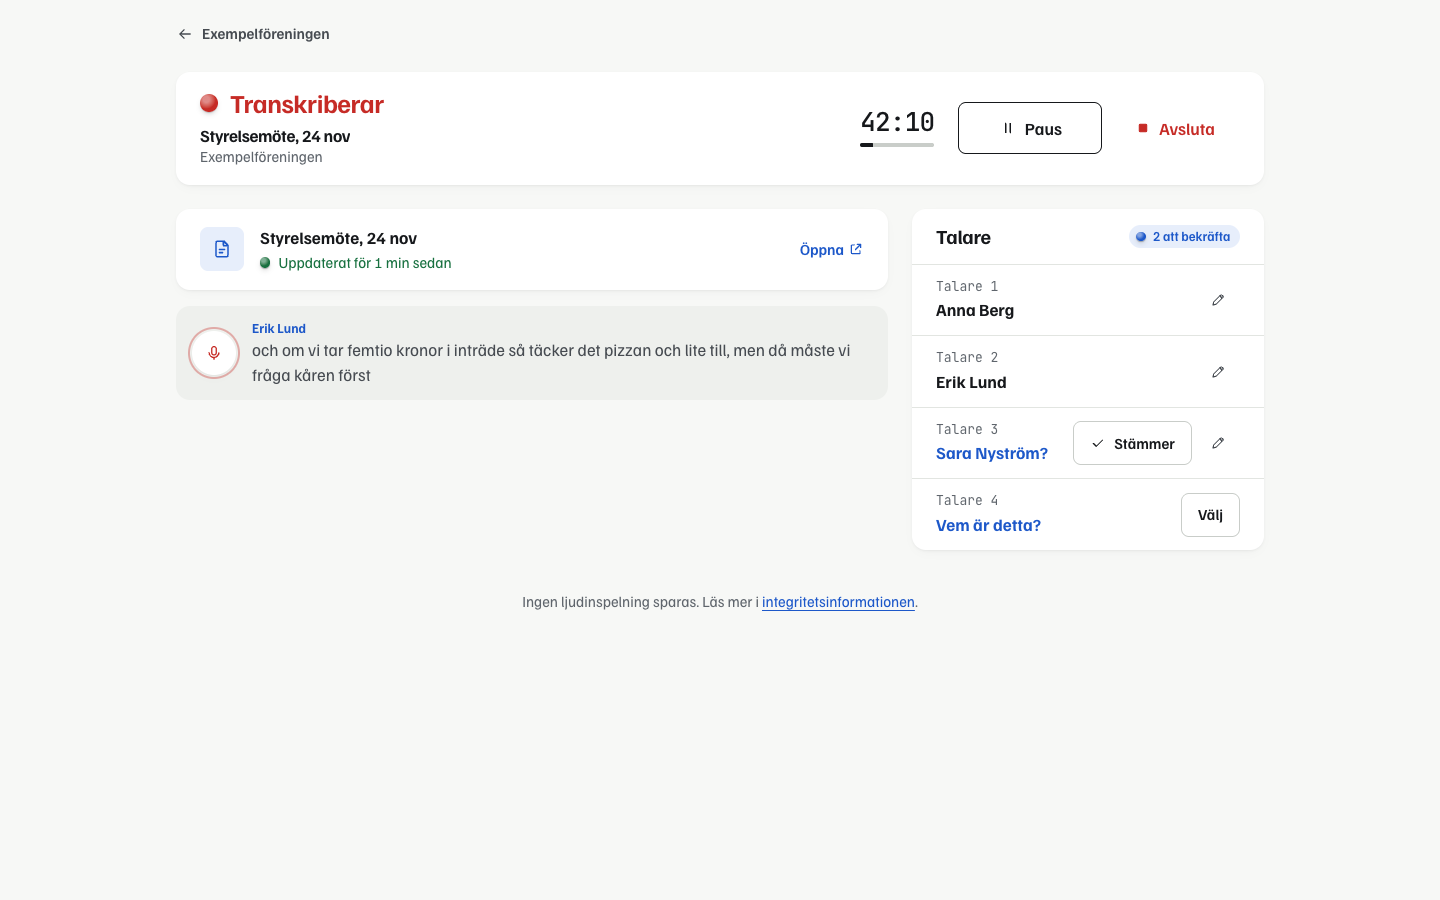 Exempelföreningen
Transkriberar
Styrelsemöte, 24 nov
Exempelföreningen
42:10
Paus
Avsluta
Styrelsemöte, 24 nov
Uppdaterat för 1 min sedan
Öppna
Erik Lund
och om vi tar femtio kronor i inträde så täcker det pizzan och lite till, men då måste vi
fråga kåren först
Talare
2 att bekräfta
Talare 1
Anna Berg
Talare 2
Erik Lund
Talare 3
Sara Nyström?
Stämmer
Talare 4
Vem är detta?
Välj
Ingen ljudinspelning sparas. Läs mer i integritetsinformationen.